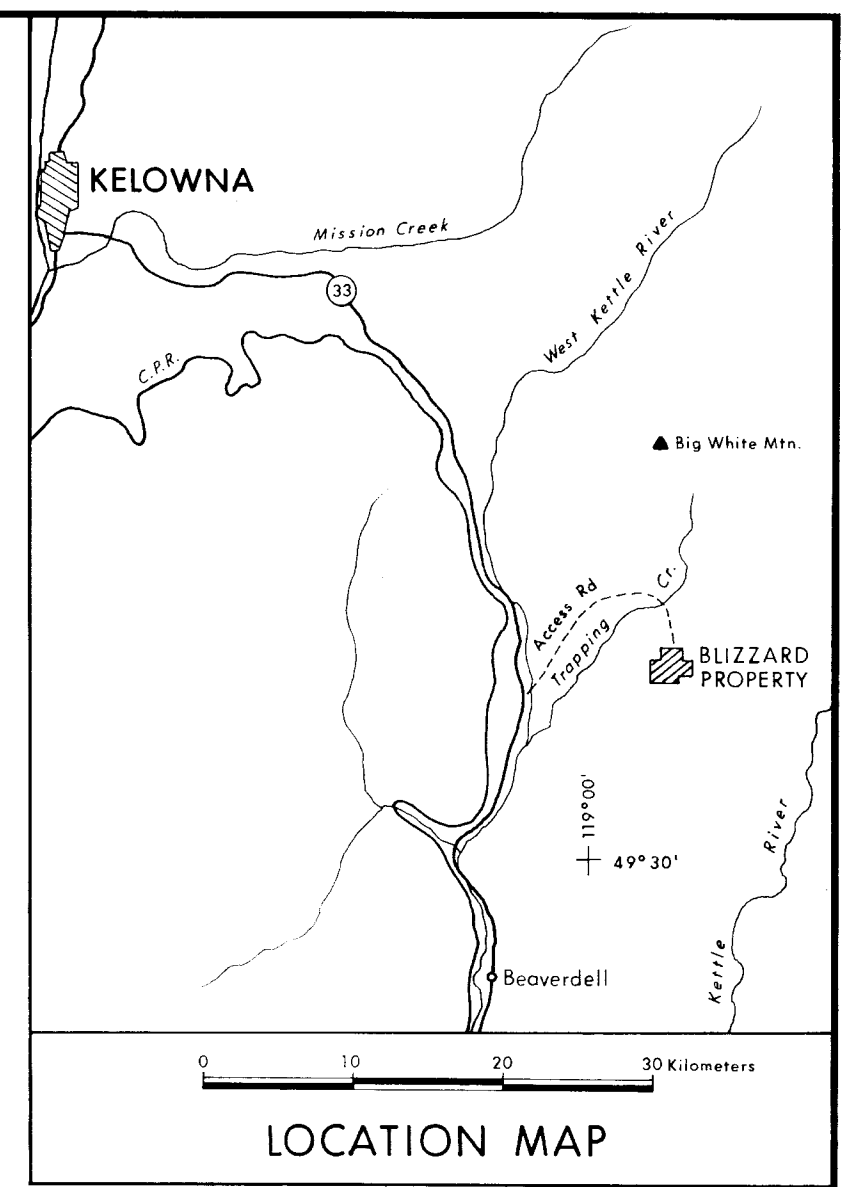 KELOWNA
Mission Creek
33
West Kettle River
C.P.R.
Big White Mtn.
Access Rd
Trapping Cr.
BLIZZARD
PROPERTY
119°00'
49°30'
Kettle River
Beaverdell
0 10 20 30 Kilometers
LOCATION MAP